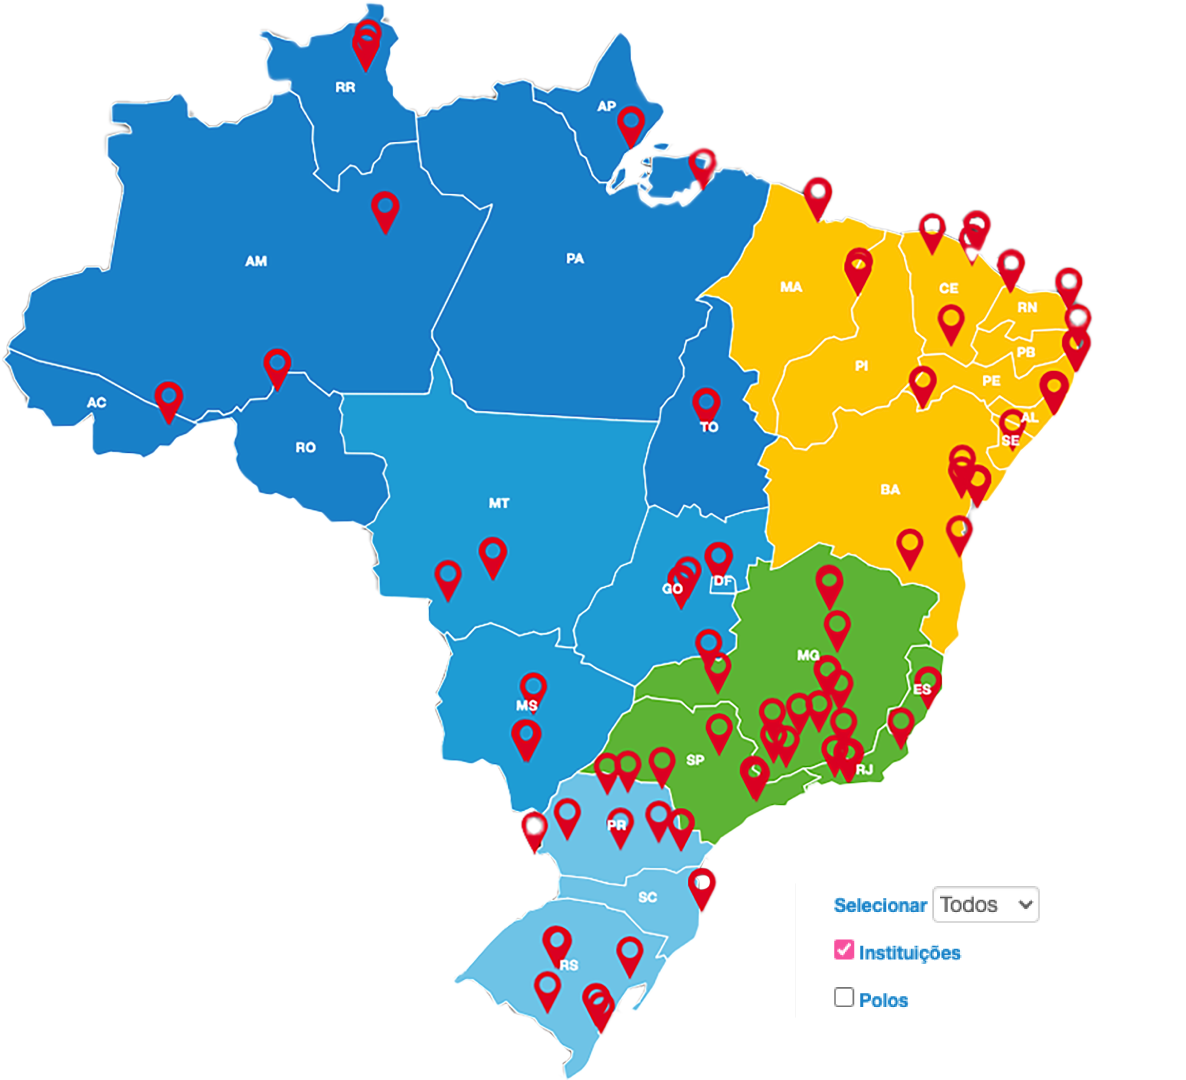 RR
AP
AM
PA
MA
CE
RN
PB
PI
PE
AC
AL
TO
SE
RO
BA
MT
DF
GO
MG
ES
MS
SP
RJ
PR
SC
Selecionar Todos
Instituições
RS
Polos